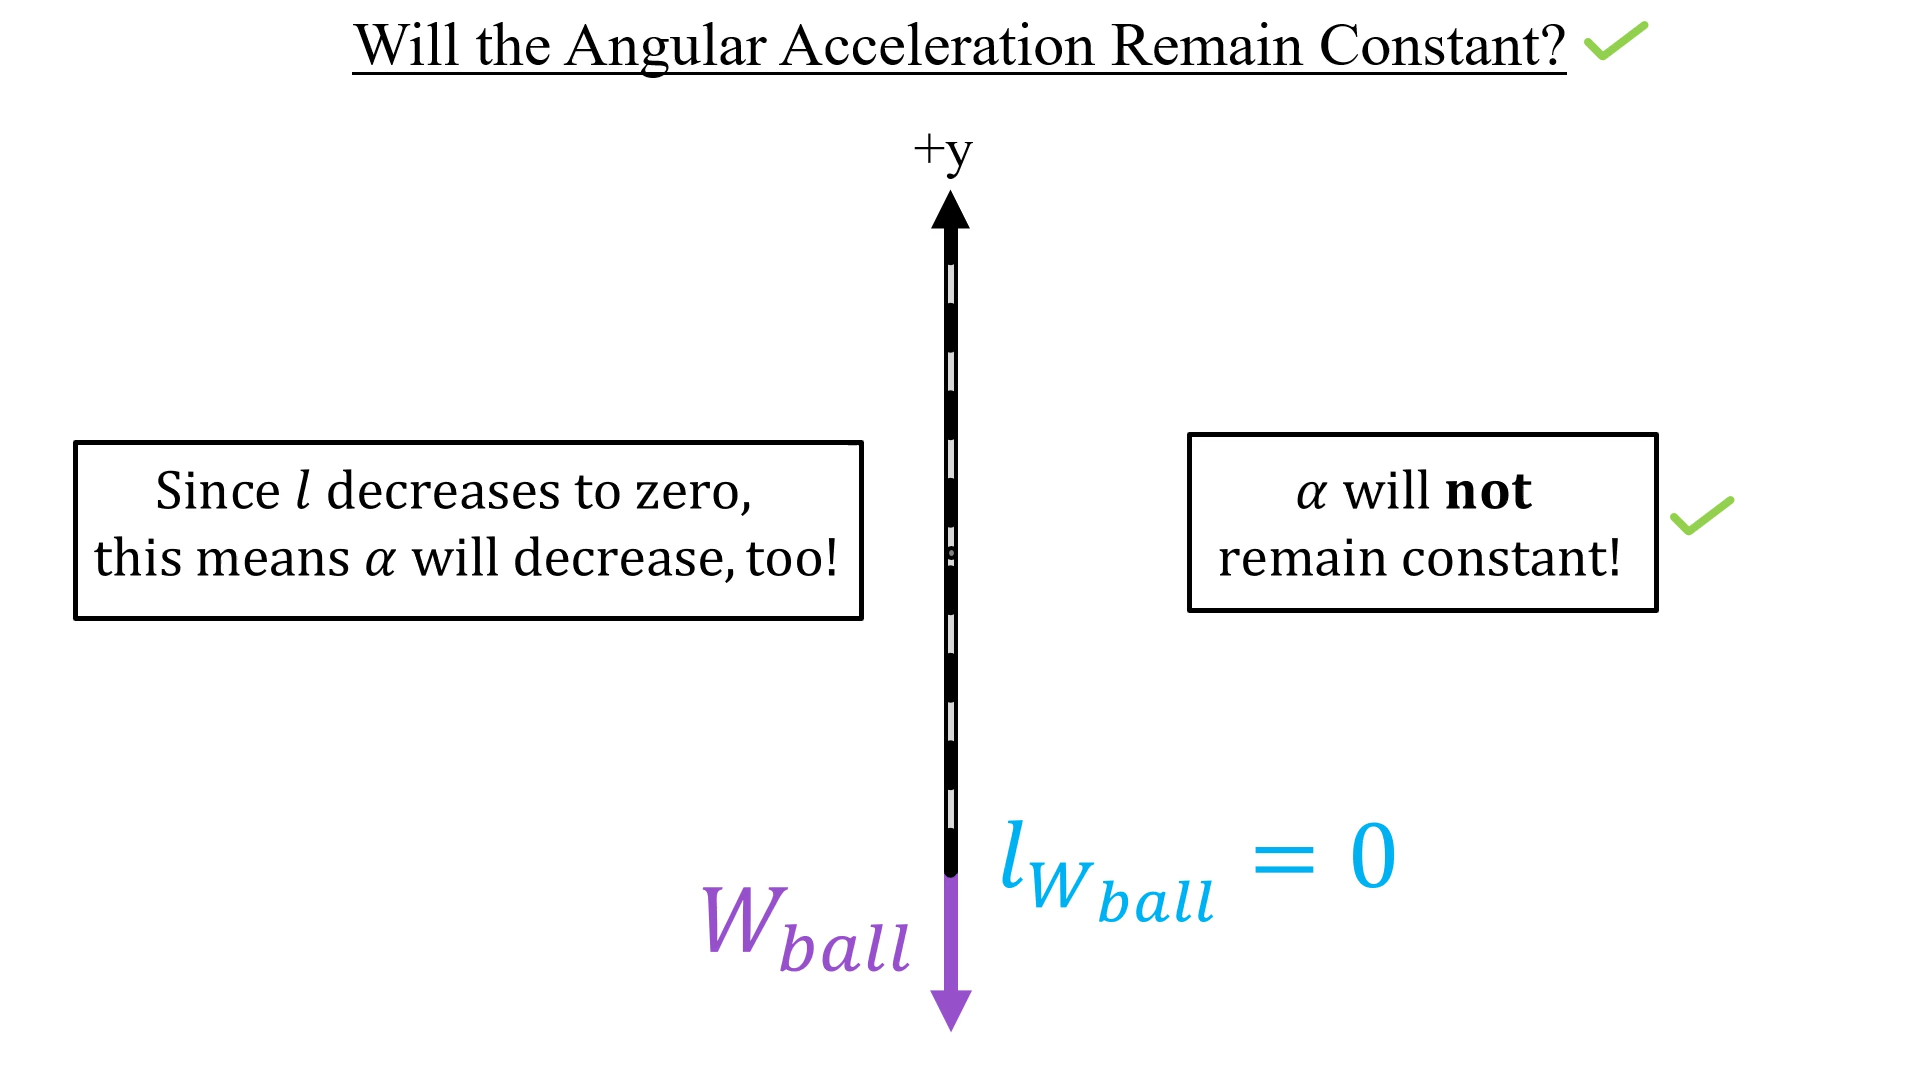 Will the Angular Acceleration Remain Constant?
+y
Since l decreases to zero,
this means α will decrease, too!
α will not
remain constant!
l_{W_{ball}} = 0
W_{ball}